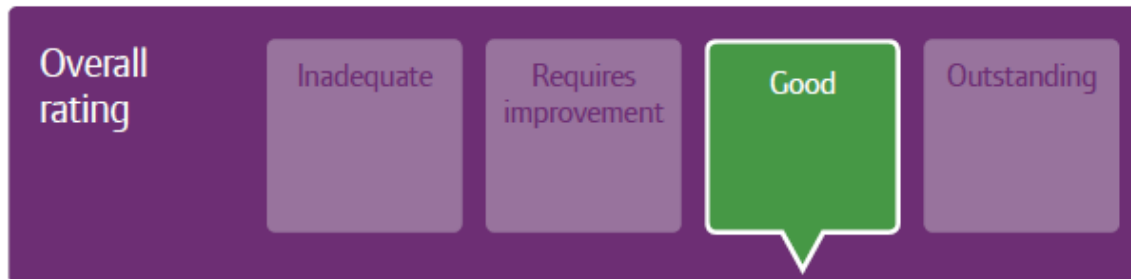 Overall
rating
Inadequate
Requires
improvement
Good
Outstanding